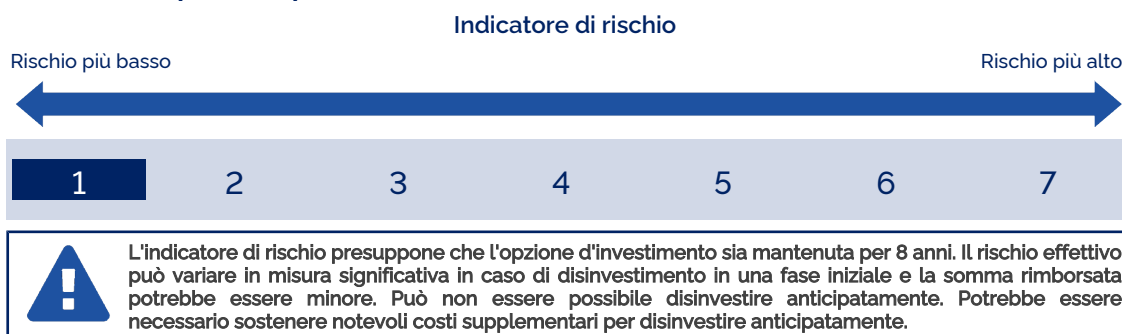 Indicatore di rischio
Rischio più basso Rischio più alto
1 2 3 4 5 6 7
L'indicatore di rischio presuppone che l'opzione d'investimento sia mantenuta per 8 anni. Il rischio effettivo
può variare in misura significativa in caso di disinvestimento in una fase iniziale e la somma rimborsata
potrebbe essere minore. Può non essere possibile disinvestire anticipatamente. Potrebbe essere
necessario sostenere notevoli costi supplementari per disinvestire anticipatamente.